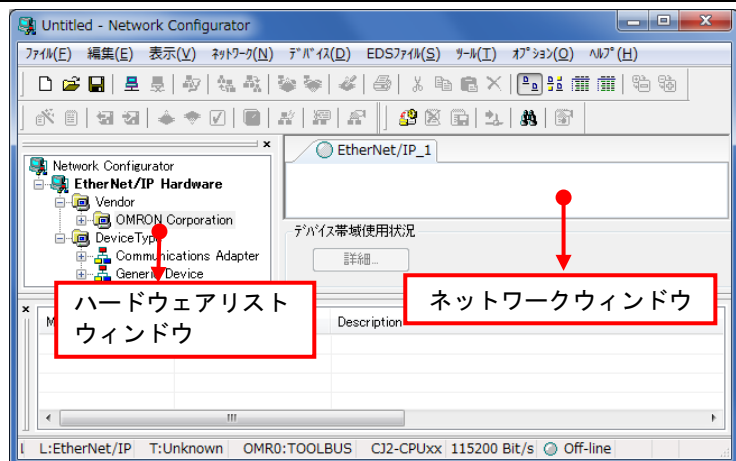 Untitled - Network Configurator
ファイル(F) 編集(E) 表示(V) ネットワーク(N) デバイス(D) EDSファイル(S) ツール(T) オプション(O) ヘルプ(H)
EtherNet/IP_1
Network Configurator
EtherNet/IP Hardware
Vendor
OMRON Corporation
DeviceType
Communications Adapter
Generic Device
デバイス帯域使用状況
詳細...
ハードウェアリスト
ウィンドウ
ネットワークウィンドウ
Description
L:EtherNet/IP T:Unknown OMR0:TOOLBUS CJ2-CPUxx 115200 Bit/s Off-line